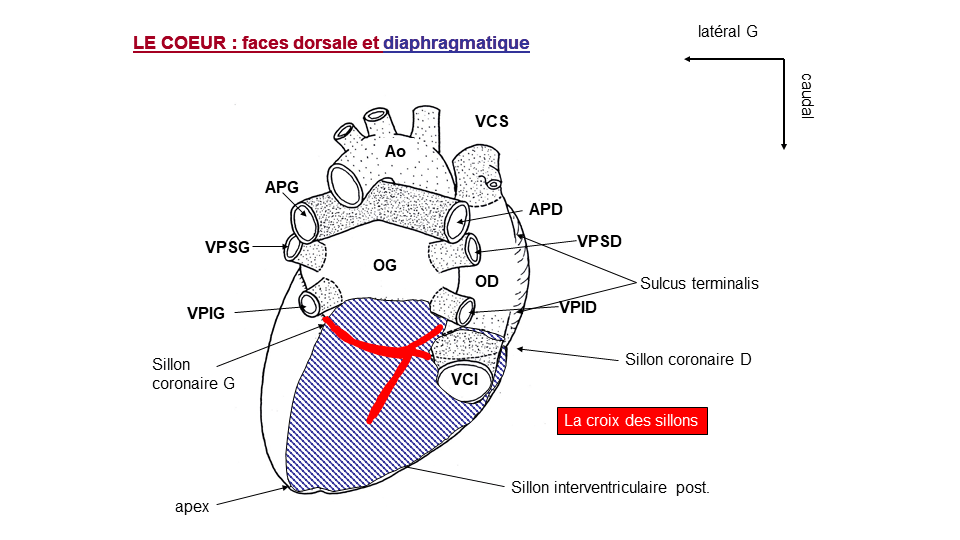 latéral G
LE COEUR : faces dorsale et diaphragmatique
caudal
VCS
Ao
APG
APD
VPSG
VPSD
OG
OD
Sulcus terminalis
VPIG
VPID
Sillon
coronaire G
Sillon coronaire D
VCI
La croix des sillons
Sillon interventriculaire post.
apex